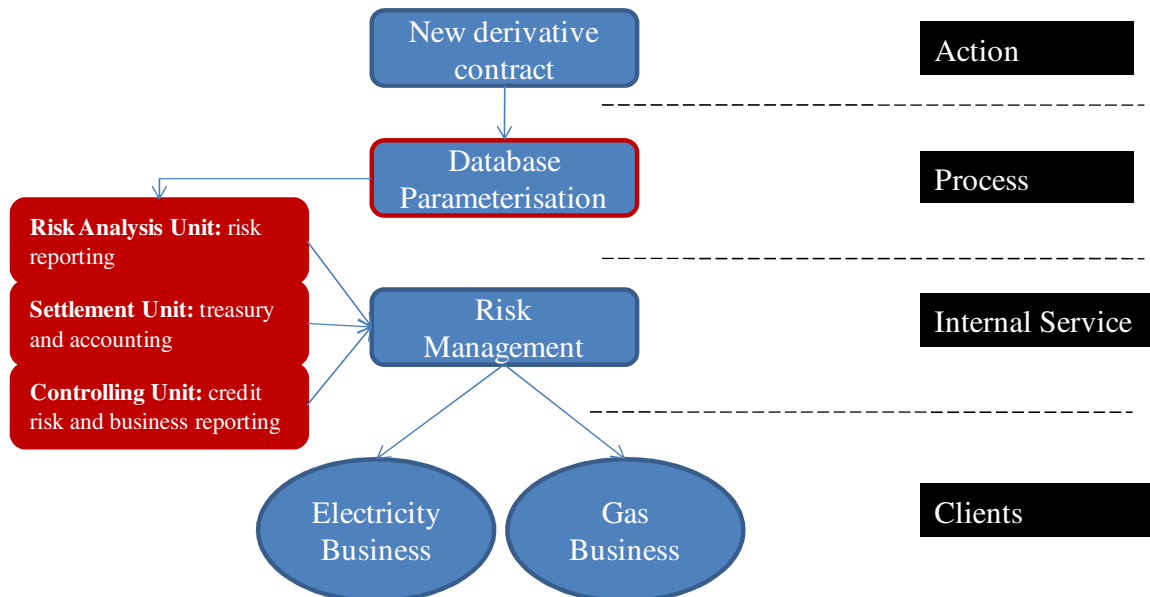 New derivative
contract
Action
Database
Parameterisation
Process
Risk Analysis Unit: risk
reporting
Settlement Unit: treasury
and accounting
Controlling Unit: credit
risk and business reporting
Risk
Management
Internal Service
Electricity
Business
Gas
Business
Clients